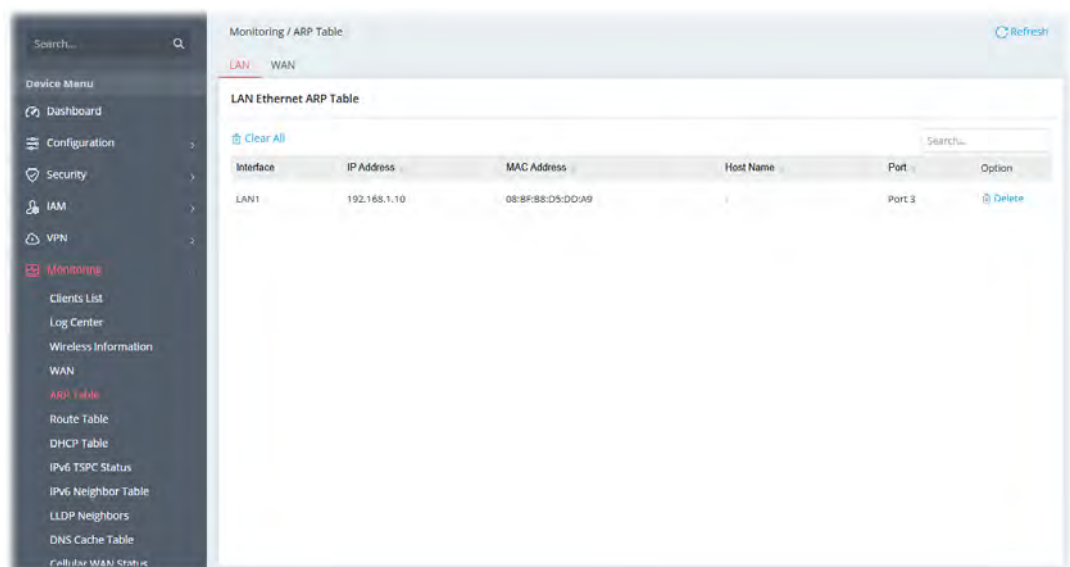 Search...
Device Menu
Dashboard
Configuration
Security
IAM
VPN
Monitoring
Clients List
Log Center
Wireless Information
WAN
ARP Table
Route Table
DHCP Table
IPv6 TSPC Status
IPv6 Neighbor Table
LLDP Neighbors
DNS Cache Table
Cellular WAN Status
Monitoring / ARP Table
Refresh
LAN WAN
LAN Ethernet ARP Table
Clear All
Search...
Interface IP Address MAC Address Host Name Port Option
LAN1 192.168.1.10 08:BF:B8:D5:DD:A9 Port 3 Delete